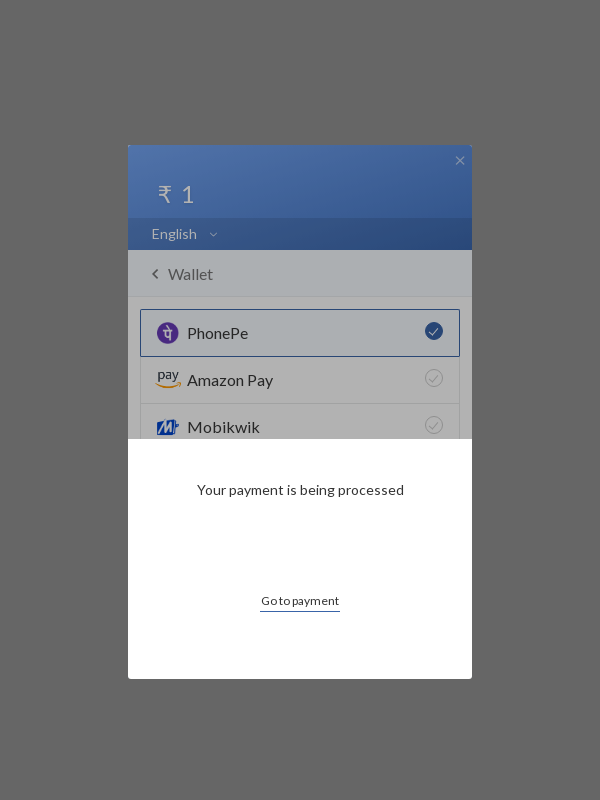 ₹ 1
English
Wallet
पे PhonePe
pay Amazon Pay
Mobikwik
Your payment is being processed
Go to payment